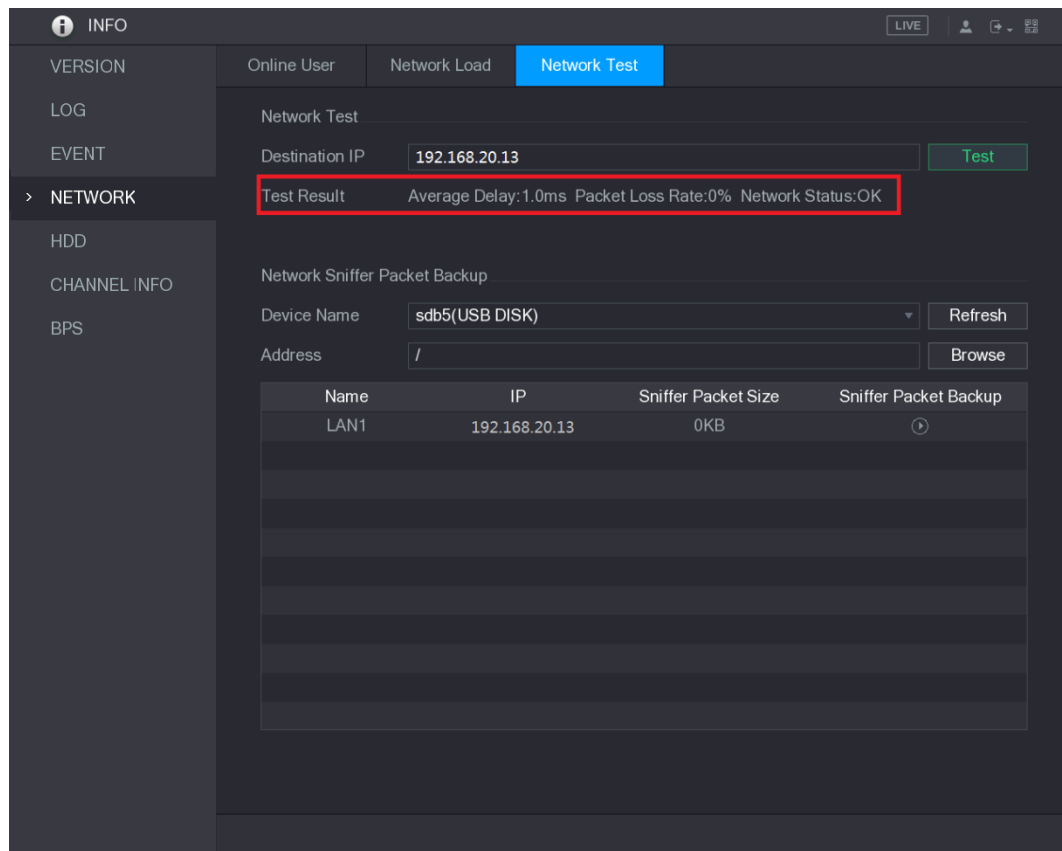 INFO LIVE
VERSION
LOG
EVENT
NETWORK
HDD
CHANNEL INFO
BPS
Online User Network Load Network Test
Network Test
Destination IP 192.168.20.13 Test
Test Result Average Delay:1.0ms Packet Loss Rate:0% Network Status:OK
Network Sniffer Packet Backup
Device Name sdb5(USB DISK) Refresh
Address / Browse
Name IP Sniffer Packet Size Sniffer Packet Backup
LAN1 192.168.20.13 0KB